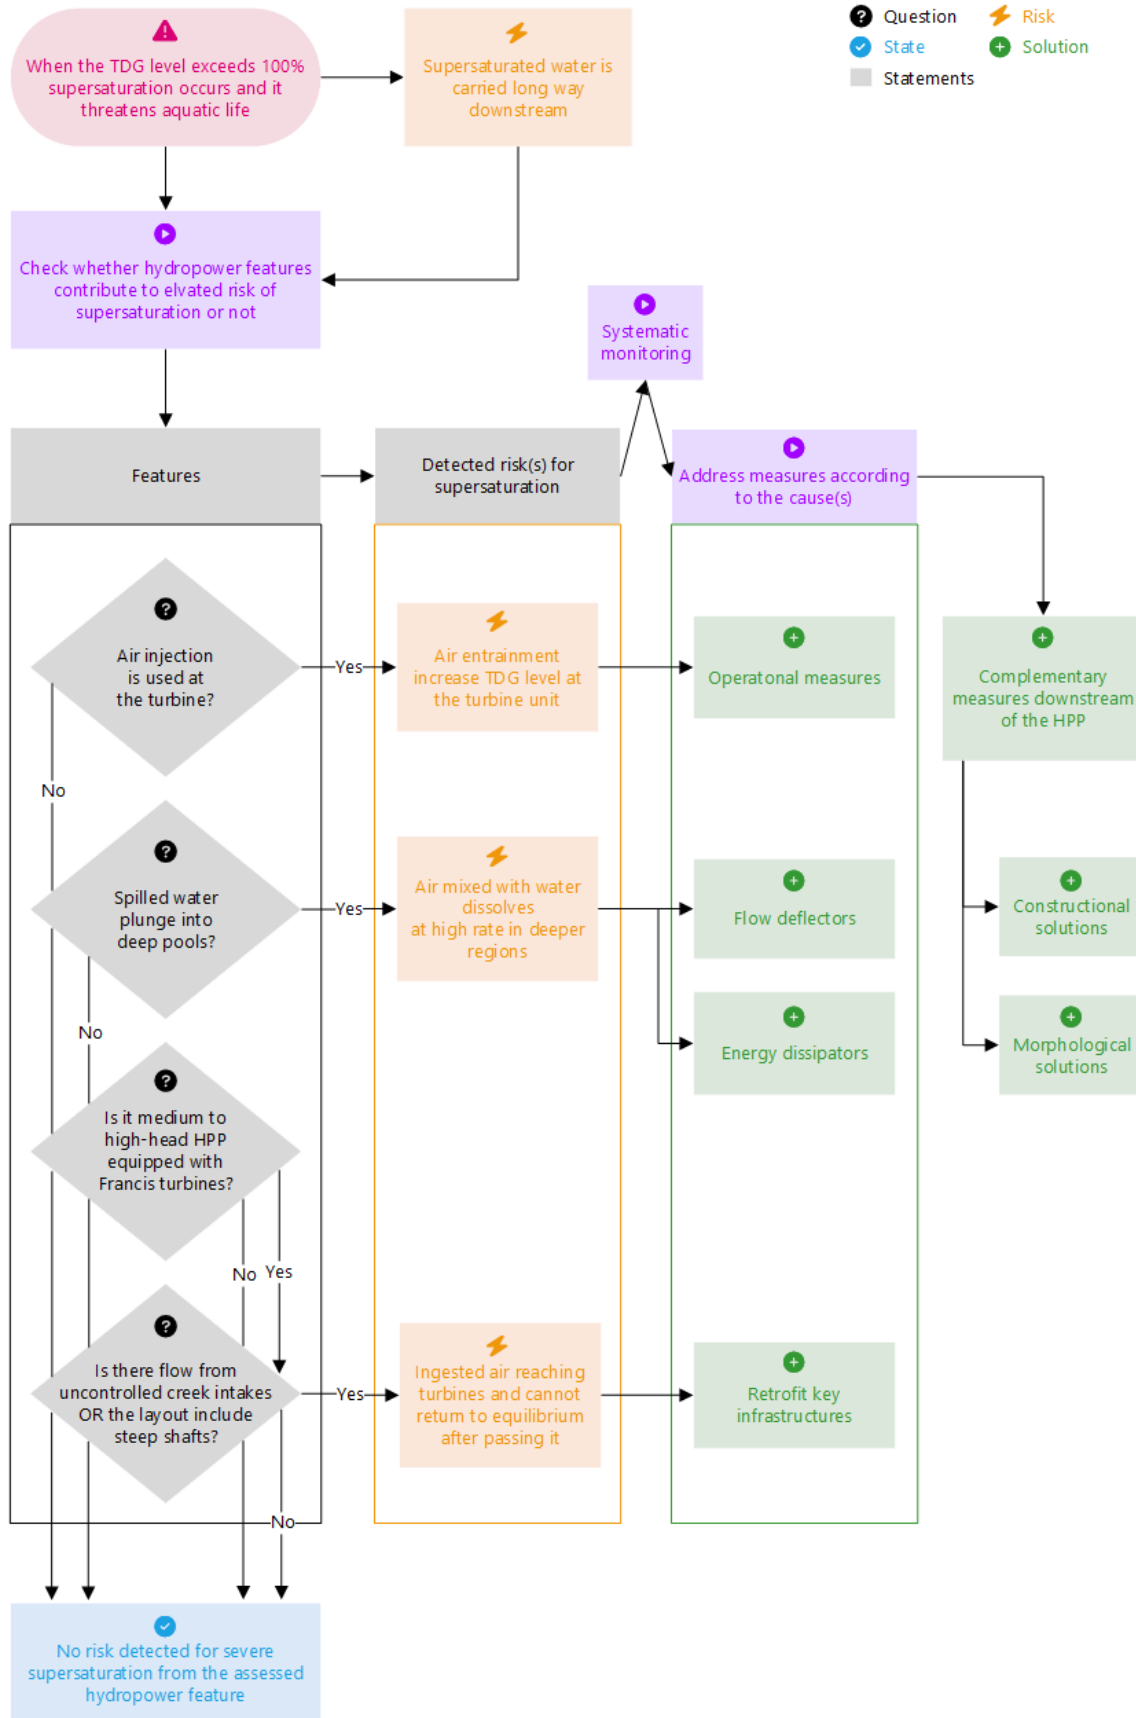 Question
Risk
State
Solution
Statements
When the TDG level exceeds 100%
supersaturation occurs and it
threatens aquatic life
Supersaturated water is
carried long way
downstream
Check whether hydropower features
contribute to elvated risk of
supersaturation or not
Systematic
monitoring
Features
Detected risk(s) for
supersaturation
Address measures according
to the cause(s)
Air injection
is used at
the turbine?
Yes
Air entrainment
increase TDG level at
the turbine unit
Operatonal measures
Complementary
measures downstream
of the HPP
No
Spilled water
plunge into
deep pools?
Yes
Air mixed with water
dissolves
at high rate in deeper
regions
Flow deflectors
Constructional
solutions
No
Energy dissipators
Morphological
solutions
Is it medium to
high-head HPP
equipped with
Francis turbines?
No
Yes
Is there flow from
uncontrolled creek intakes
OR the layout include
steep shafts?
Yes
Ingested air reaching
turbines and cannot
return to equilibrium
after passing it
Retrofit key
infrastructures
No
No risk detected for severe
supersaturation from the assessed
hydropower feature